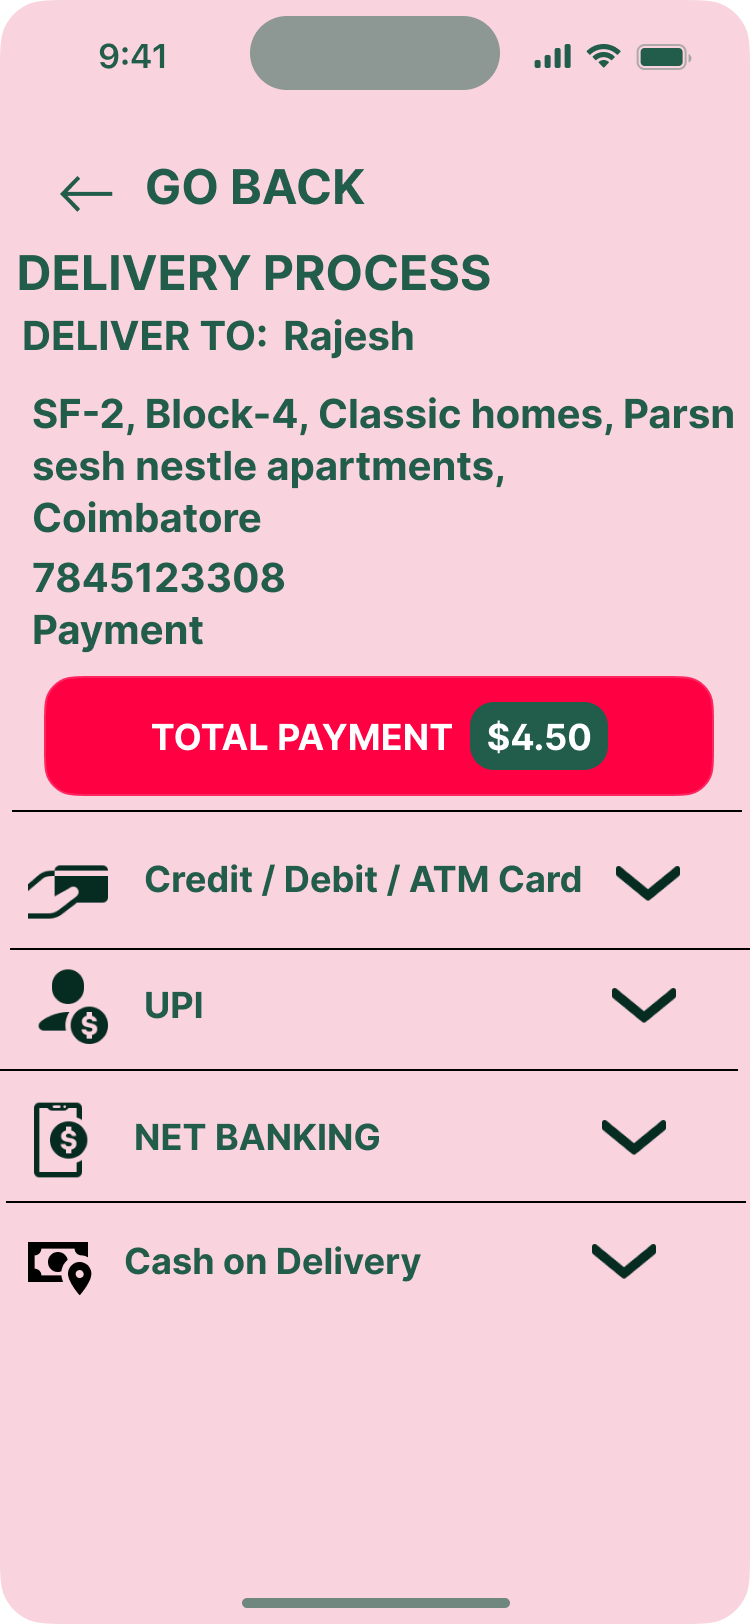 9:41
GO BACK
DELIVERY PROCESS
DELIVER TO: Rajesh
SF-2, Block-4, Classic homes, Parsn
sesh nestle apartments,
Coimbatore
7845123308
Payment
TOTAL PAYMENT $4.50
Credit / Debit / ATM Card
$ UPI
$ NET BANKING
Cash on Delivery